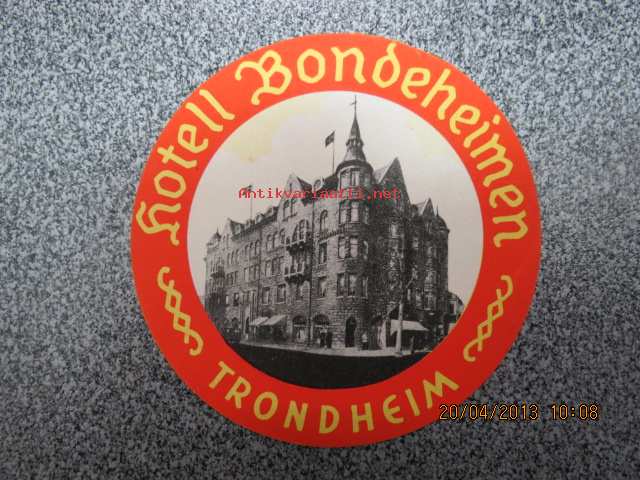 Hotell Bondeheimen
Antikvariaatti.net
TRONDHEIM
20/04/2013 10:08